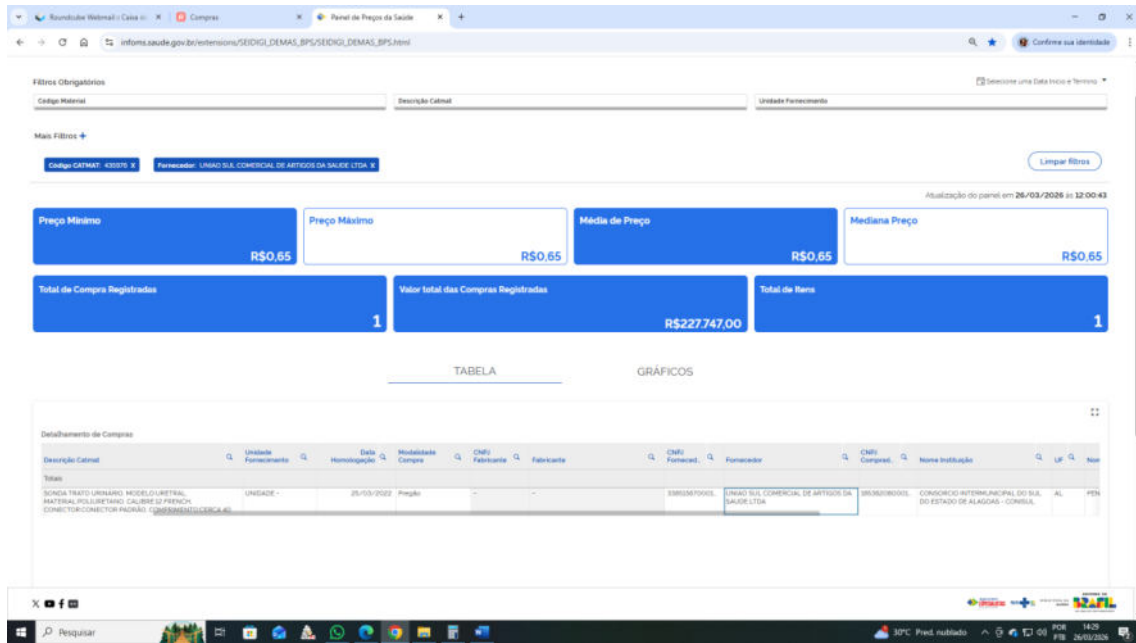 Roundcube Webmail :: Caixa de
Compras
Painel de Preços da Saúde
infoms.saude.gov.br/extensions/SEIDIGI_DEMAS_BPS/SEIDIGI_DEMAS_BPS.html
Confirme sua identidade
Filtros Obrigatórios
Selecione uma Data Início e Término
Código Material
Descrição Catmat
Unidade Fornecimento
Mais Filtros +
Código CATMAT: 435976 X
Fornecedor: UNIAO SUL COMERCIAL DE ARTIGOS DA SAUDE LTDA X
Limpar filtros
Atualização do painel em 26/03/2026 às 12:00:43
Preço Mínimo
R$0,65
Preço Máximo
R$0,65
Média de Preço
R$0,65
Mediana Preço
R$0,65
Total de Compra Registradas
1
Valor total das Compras Registradas
R$227.747,00
Total de Itens
1
TABELA
GRÁFICOS
Detalhamento de Compras
Descrição Catmat
Unidade Fornecimento
Data Homologação
Modalidade Compra
CNPJ Fabricante
Fabricante
CNPJ Forneced..
Fornecedor
CNPJ Comprad..
Nome Instituição
UF
Totais
SONDA TRATO URINÁRIO, MODELO:URETRAL,
MATERIAL:POLIURETANO, CALIBRE:12 FRENCH,
CONECTOR:CONECTOR PADRÃO, COMPRIMENTO:CERCA 40
UNIDADE -
25/03/2022
Pregão
-
-
UNIAO SUL COMERCIAL DE ARTIGOS DA
SAUDE LTDA
CONSORCIO INTERMUNICIPAL DO SUL
DO ESTADO DE ALAGOAS - CONISUL
AL
PEN
Pesquisar
30°C Pred. nublado
POR
PTB
14:29
26/03/2026